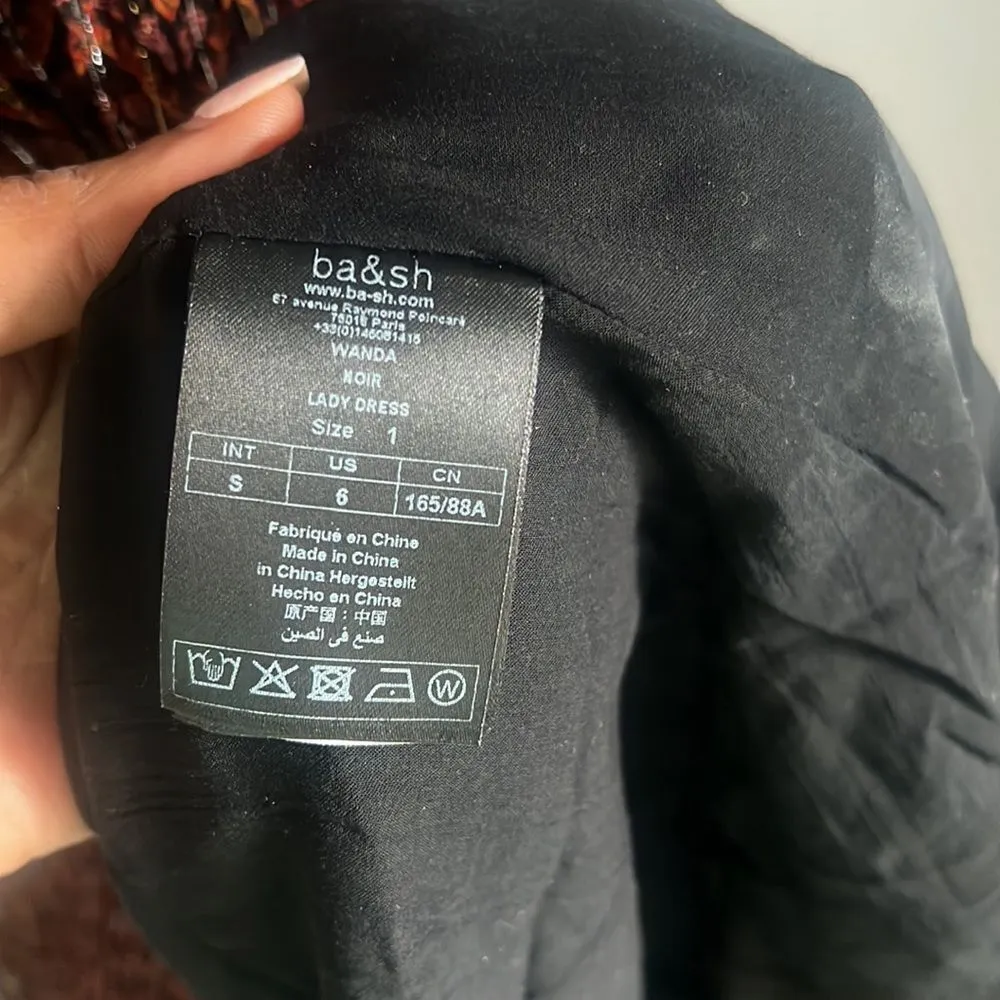 ba&sh
www.ba-sh.com
67 avenue Raymond Poincaré
75016 Paris
+33(0)145081415
WANDA
NOIR
LADY DRESS
Size 1
INT US CN
S 6 165/88A
Fabriqué en Chine
Made in China
in China Hergestellt
Hecho en China
原产国：中国
صنع في الصين
W